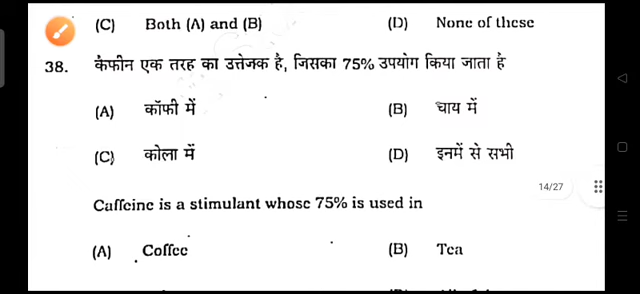 (C) Both (A) and (B) (D) None of these
38. कैफीन एक तरह का उत्तेजक है, जिसका 75% उपयोग किया जाता है
(A) कॉफी में (B) चाय में
(C) कोला में (D) इनमें से सभी
14/27
Caffeine is a stimulant whose 75% is used in
(A) Coffee (B) Tea